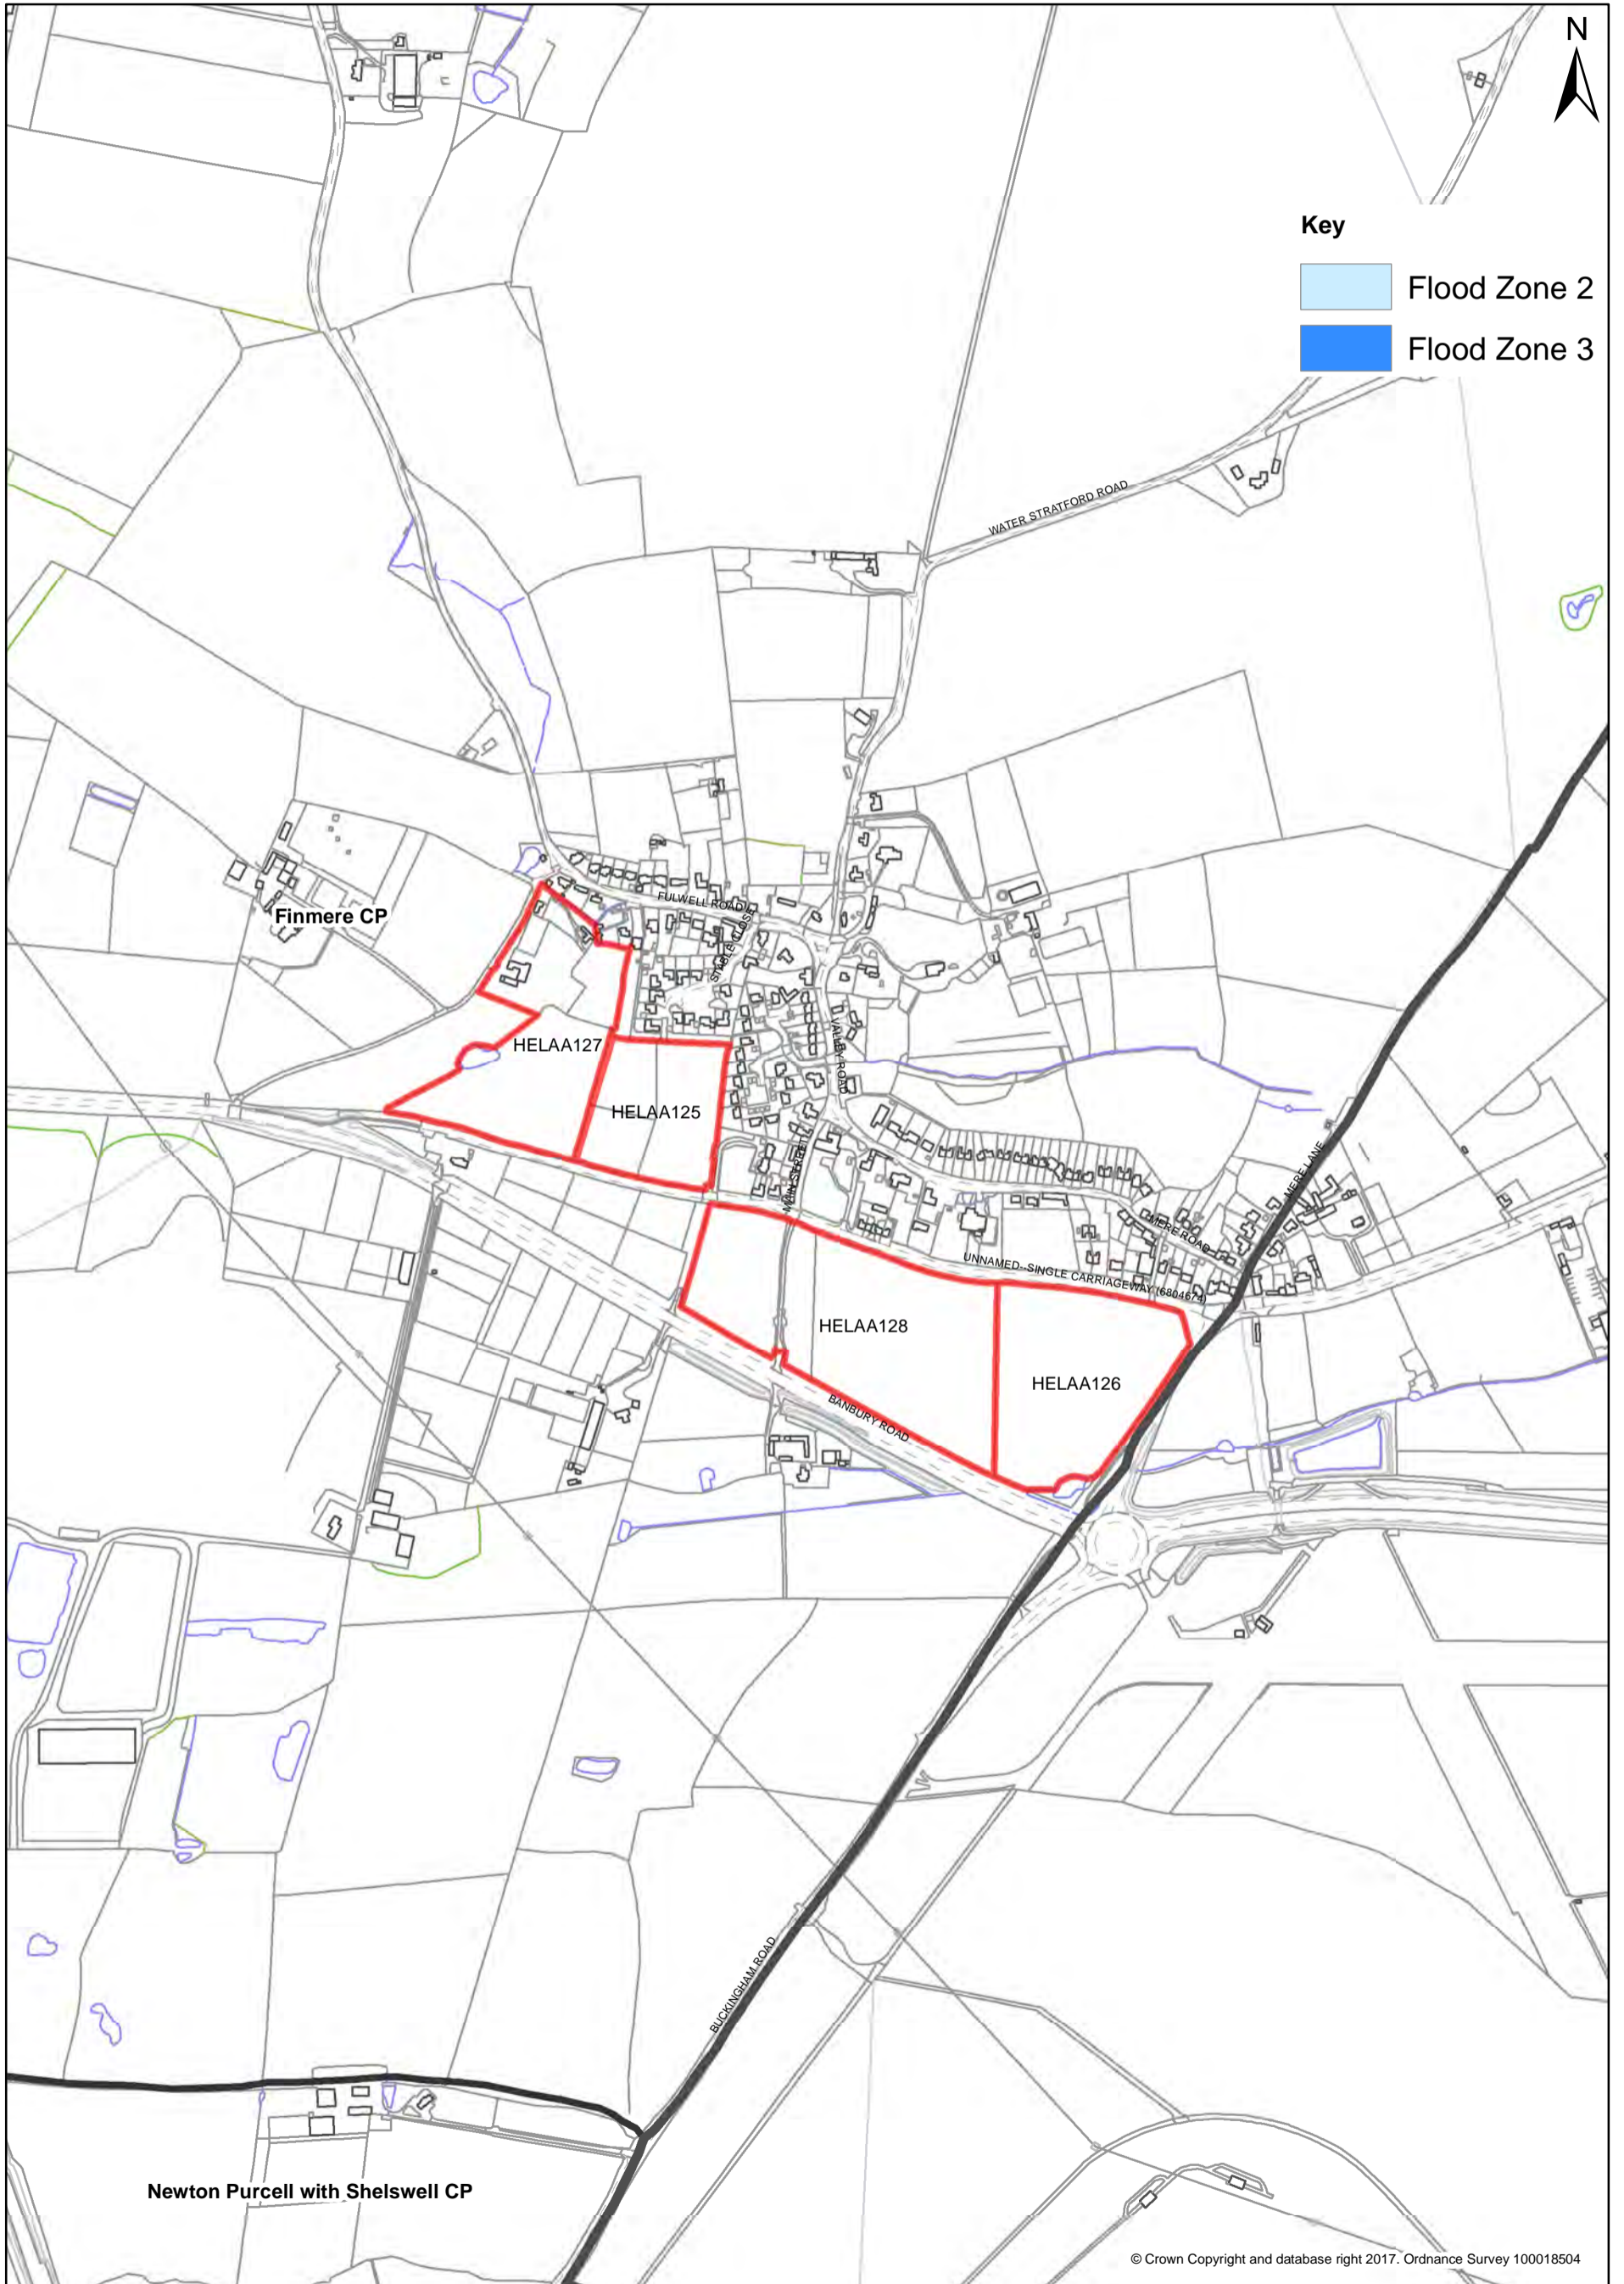 N
Key
Flood Zone 2
Flood Zone 3
WATER STRATFORD ROAD
FULWELL ROAD
STABLE CLOSE
Finmere CP
VALLEY ROAD
HELAA127
HELAA125
MAIN STREET
MERE LANE
MERE ROAD
UNNAMED--SINGLE CARRIAGEWAY (6804674)
HELAA128
HELAA126
BANBURY ROAD
BUCKINGHAM ROAD
Newton Purcell with Shelswell CP
© Crown Copyright and database right 2017. Ordnance Survey 100018504